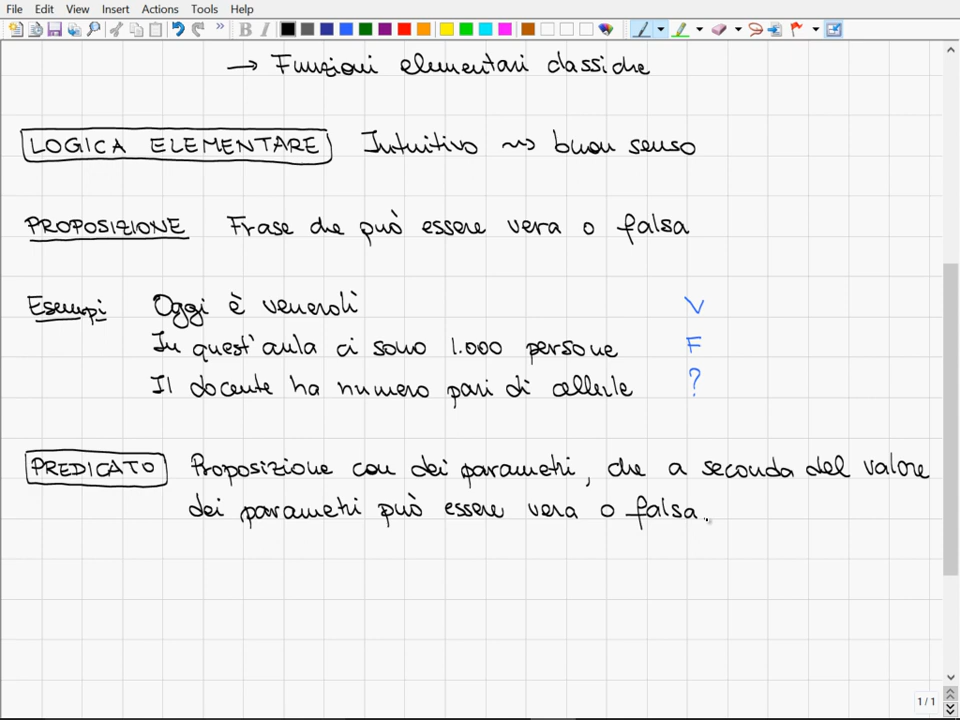 File Edit View Insert Actions Tools Help
B I
→ Funzioni elementari classiche
LOGICA ELEMENTARE Intuitivo ~> buon senso
PROPOSIZIONE Frase che può essere vera o falsa
Esempi Oggi è venerdì V
In quest'aula ci sono 1.000 persone F
Il docente ha numero pari di cellule ?
PREDICATO Proposizione con dei parametri, che a seconda del valore
dei parametri può essere vera o falsa.
1/1